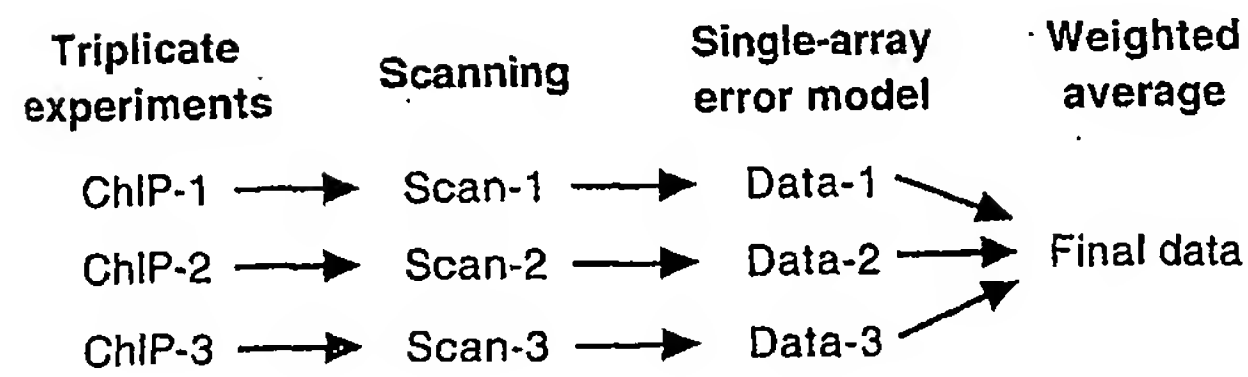 Triplicate
experiments
Scanning
Single-array
error model
Weighted
average
ChIP-1 Scan-1 Data-1
ChIP-2 Scan-2 Data-2 Final data
ChIP-3 Scan-3 Data-3